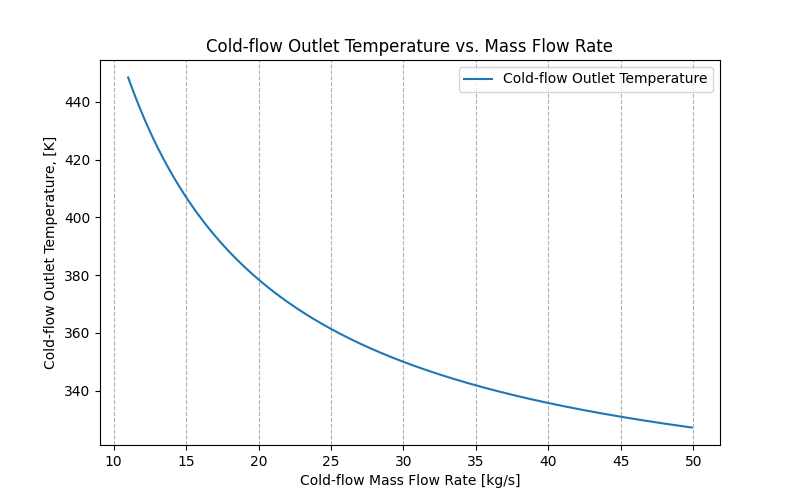 Cold-flow Outlet Temperature vs. Mass Flow Rate
Cold-flow Outlet Temperature
Cold-flow Outlet Temperature, [K]
440
420
400
380
360
340
10 15 20 25 30 35 40 45 50
Cold-flow Mass Flow Rate [kg/s]